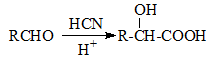 OH
RCHO HCN R-CH-COOH
H⁺